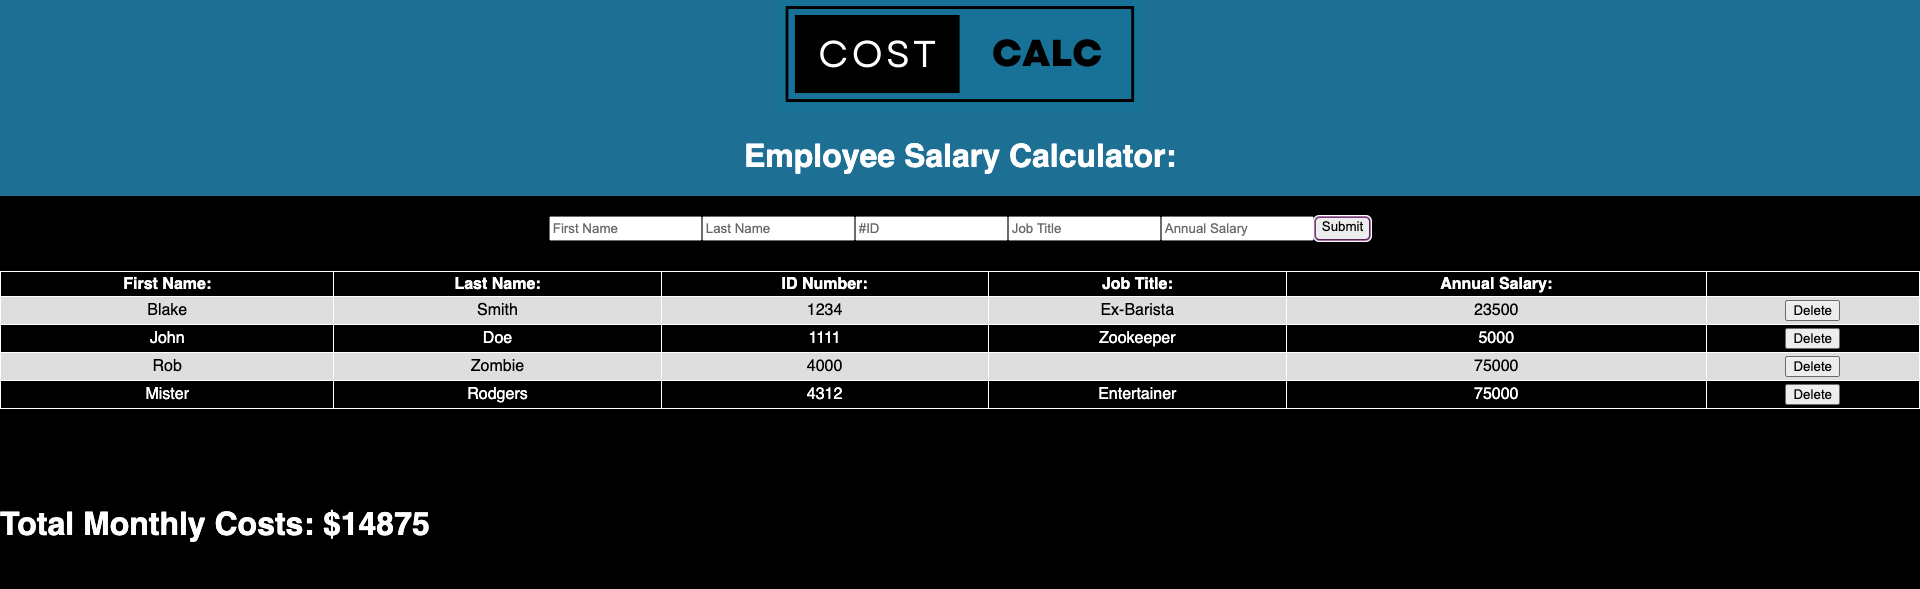 COST CALC
Employee Salary Calculator:
First Name Last Name #ID Job Title Annual Salary Submit
First Name: Last Name: ID Number: Job Title: Annual Salary:
Blake Smith 1234 Ex-Barista 23500 Delete
John Doe 1111 Zookeeper 5000 Delete
Rob Zombie 4000 75000 Delete
Mister Rodgers 4312 Entertainer 75000 Delete
Total Monthly Costs: $14875